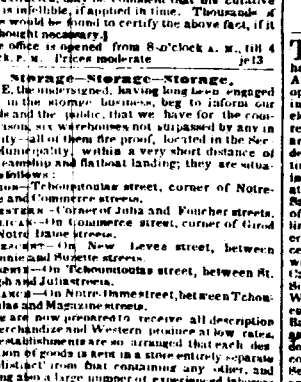 is infallible, if applied in time. Thousands
would be found to certify the above fact, if it
thought necessary.]
office is opened from 8 o'clock A. M., till 4
P. M. Prices moderate je13
Storage—Storage—Storage.
E, the undersigned, having long been engaged
in the storage business, beg to inform our
and the public, that we have for the com-
six warehouses not surpassed by any in
all of them fire proof, located in the Sec-
Municipality, within a very short distance of
steamship and flatboat landing; they are situa-
follows:
Tchoupitoulas street, corner of Notre-
and Commerce streets.
Corner of Julia and Foucher streets.
On Commerce street, corner of Girod
Notre Dame streets.
On New Levee street, between
and Suzette streets.
On Tchoupitoulas street, between St.
and Julia streets.
On Notre Dame street, between Tchou-
las and Magazine streets.
are now prepared to receive all description
merchandize and Western produce at low rates.
establishments are so arranged that each des
of goods is kept in a store entirely separate
distinct from that containing any other, and
also a large number of experienced